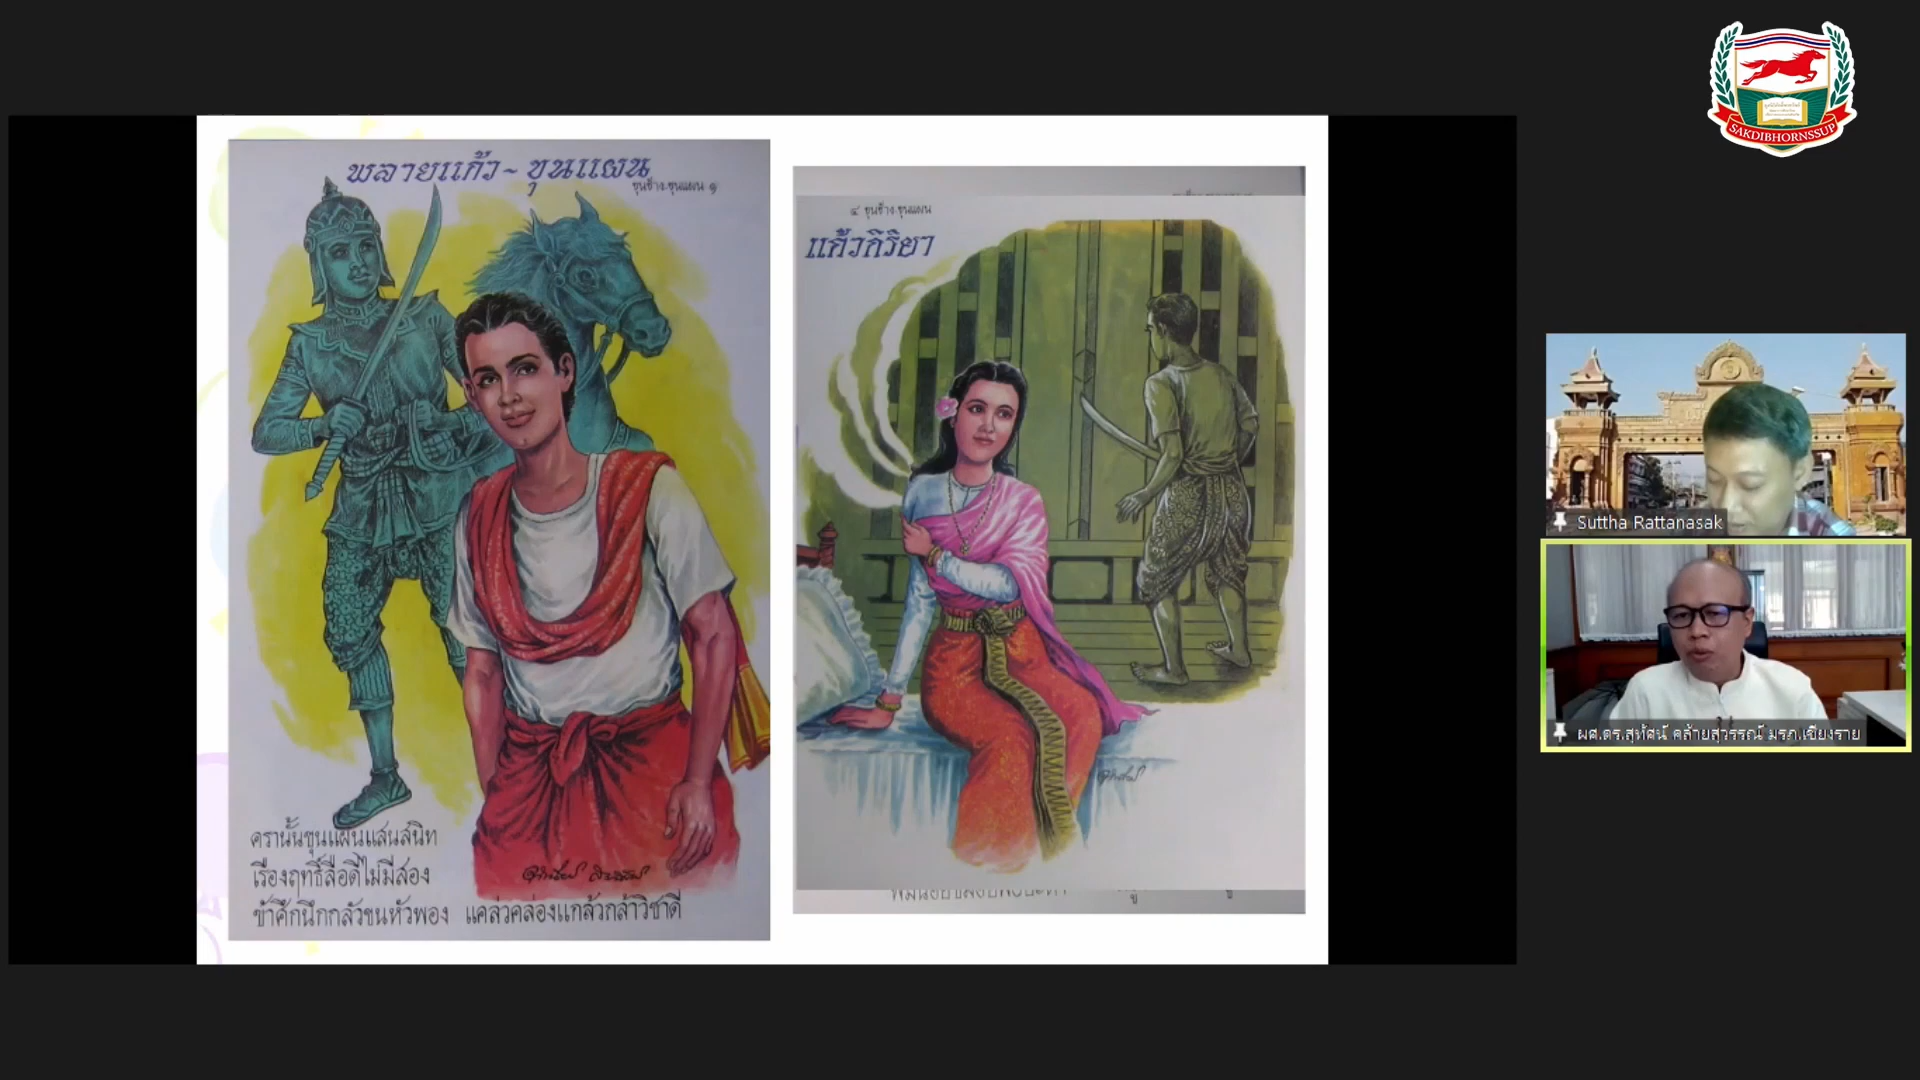 พลายแก้ว ~ ขุนแผน
ขุนช้าง.ขุนแผน ๑
ครานั้นขุนแผนแสนสนิท
เรืองฤทธิ์ลือดีไม่มีสอง
ข้าศึกนึกกลัวขนหัวพอง แคล่วคล่องแกล้วกล้าวิชาดี
๔ ขุนช้าง.ขุนแผน
แก้วกิริยา
SAKDIBHORNSSUP
Suttha Rattanasak
ผศ.ดร.สุทัศน์ คล้ายสุวรรณ์ มรภ.เชียงราย